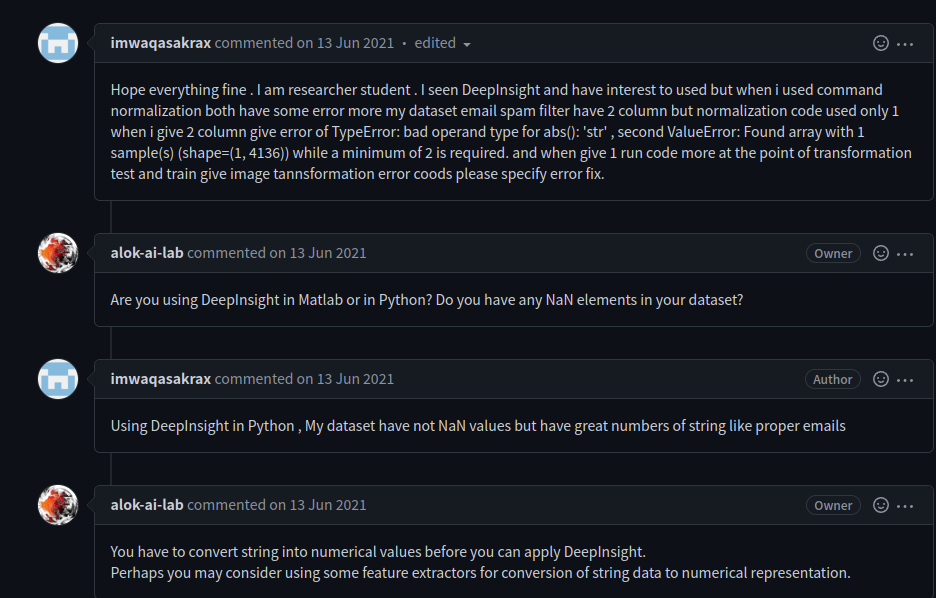 imwaqasakrax commented on 13 Jun 2021 • edited
Hope everything fine . I am researcher student . I seen DeepInsight and have interest to used but when i used command
normalization both have some error more my dataset email spam filter have 2 column but normalization code used only 1
when i give 2 column give error of TypeError: bad operand type for abs(): 'str' , second ValueError: Found array with 1
sample(s) (shape=(1, 4136)) while a minimum of 2 is required. and when give 1 run code more at the point of transformation
test and train give image tannsformation error coods please specify error fix.
alok-ai-lab commented on 13 Jun 2021 Owner
Are you using DeepInsight in Matlab or in Python? Do you have any NaN elements in your dataset?
imwaqasakrax commented on 13 Jun 2021 Author
Using DeepInsight in Python , My dataset have not NaN values but have great numbers of string like proper emails
alok-ai-lab commented on 13 Jun 2021 Owner
You have to convert string into numerical values before you can apply DeepInsight.
Perhaps you may consider using some feature extractors for conversion of string data to numerical representation.